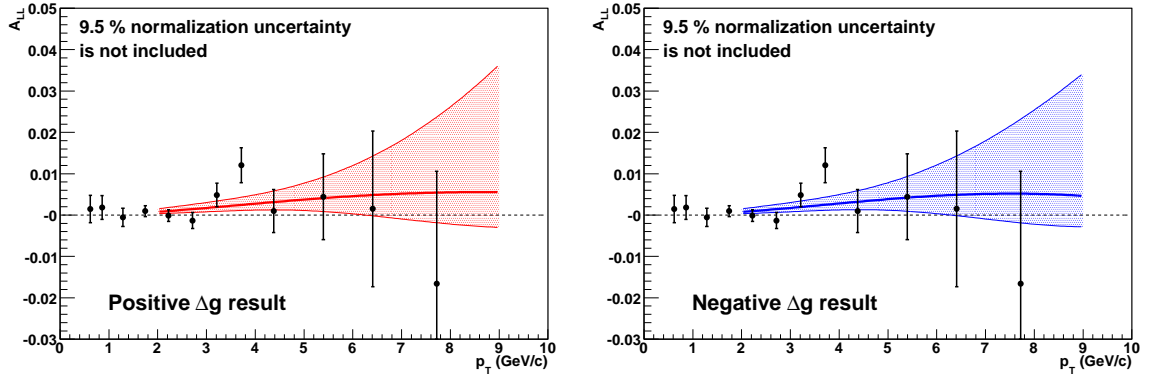 A_LL
0.05
0.04
0.03
0.02
0.01
-0
-0.01
-0.02
-0.03
9.5 % normalization uncertainty
is not included
Positive Δg result
0 1 2 3 4 5 6 7 8 9 10
p_T (GeV/c)
A_LL
0.05
0.04
0.03
0.02
0.01
-0
-0.01
-0.02
-0.03
9.5 % normalization uncertainty
is not included
Negative Δg result
0 1 2 3 4 5 6 7 8 9 10
p_T (GeV/c)